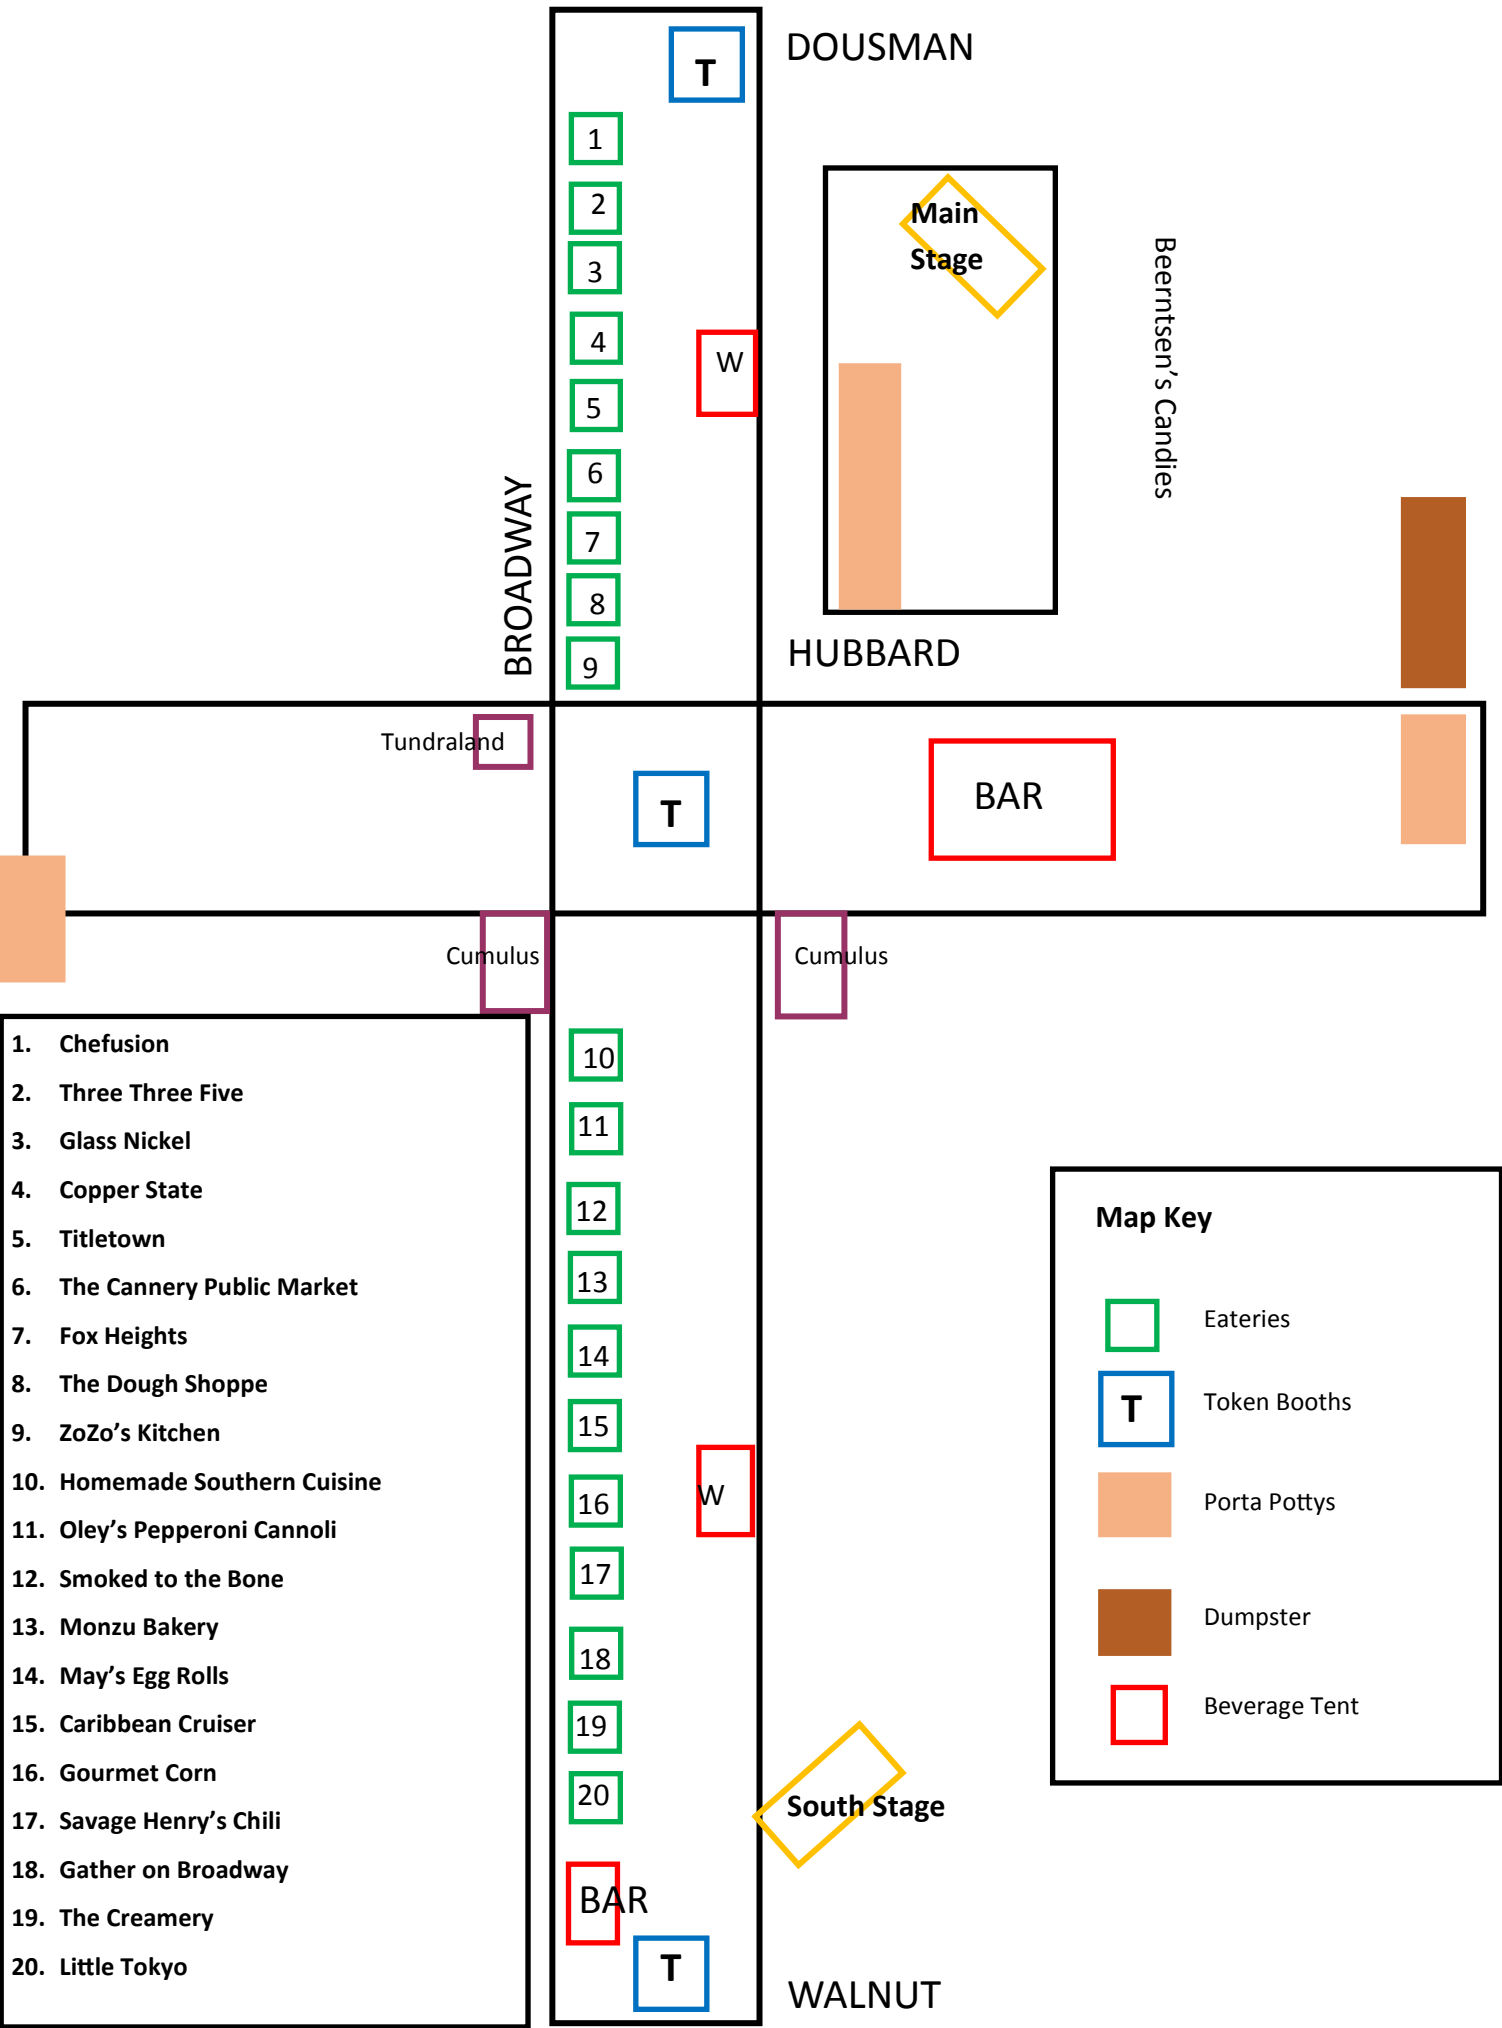 T
DOUSMAN
1
2
3
4
5
6
7
8
9
W
Main
Stage
Beerntsen's Candies
BROADWAY
HUBBARD
Tundraland
T
BAR
Cumulus
Cumulus
10
11
12
13
14
15
16
17
18
19
20
W
South Stage
BAR
T
WALNUT
1. Chefusion
2. Three Three Five
3. Glass Nickel
4. Copper State
5. Titletown
6. The Cannery Public Market
7. Fox Heights
8. The Dough Shoppe
9. ZoZo's Kitchen
10. Homemade Southern Cuisine
11. Oley's Pepperoni Cannoli
12. Smoked to the Bone
13. Monzu Bakery
14. May's Egg Rolls
15. Caribbean Cruiser
16. Gourmet Corn
17. Savage Henry's Chili
18. Gather on Broadway
19. The Creamery
20. Little Tokyo
Map Key
Eateries
T Token Booths
Porta Pottys
Dumpster
Beverage Tent